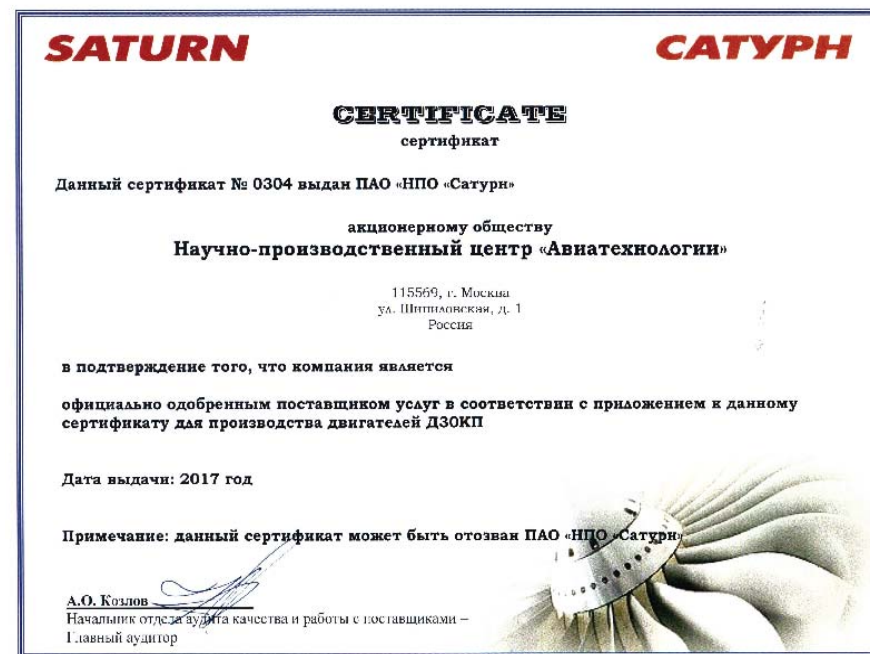 SATURN САТУРН
CERTIFICATE
сертификат
Данный сертификат № 0304 выдан ПАО «НПО «Сатурн»
акционерному обществу
Научно-производственный центр «Авиатехнологии»
115569, г. Москва
ул. Шипиловская, д. 1
Россия
в подтверждение того, что компания является
официально одобренным поставщиком услуг в соответствии с приложением к данному
сертификату для производства двигателей Д30КП
Дата выдачи: 2017 год
Примечание: данный сертификат может быть отозван ПАО «НПО «Сатурн»
А.О. Козлов
Начальник отдела аудита качества и работы с поставщиками –
Главный аудитор